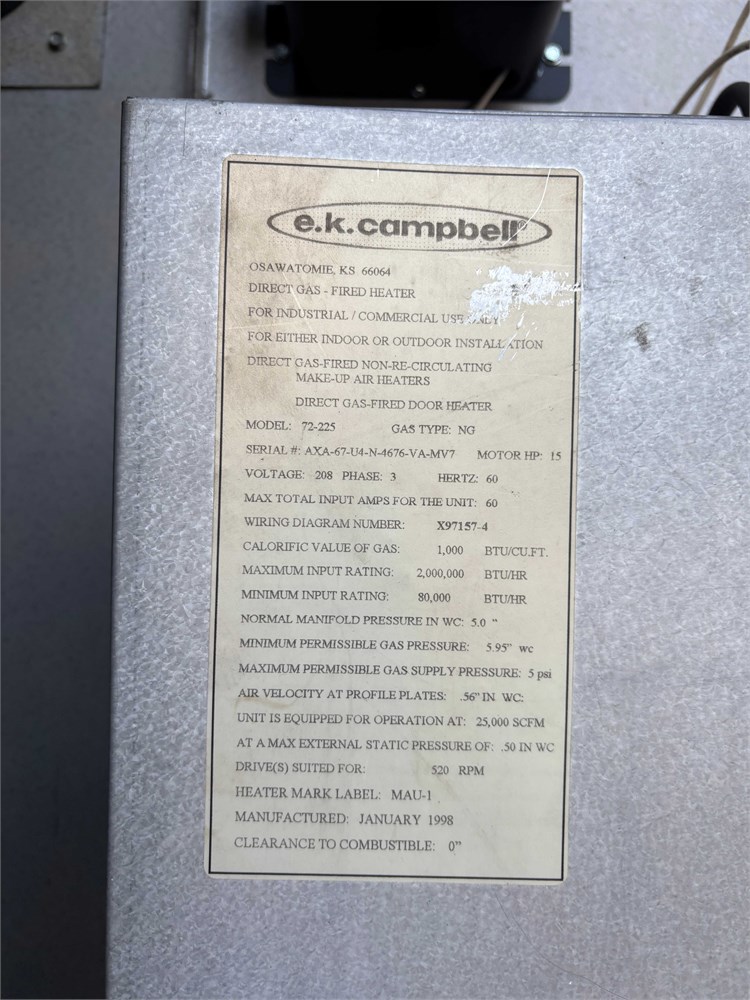 e.k.campbell
OSAWATOMIE, KS 66064
DIRECT GAS - FIRED HEATER
FOR INDUSTRIAL / COMMERCIAL USE ONLY
FOR EITHER INDOOR OR OUTDOOR INSTALLATION
DIRECT GAS-FIRED NON-RE-CIRCULATING
MAKE-UP AIR HEATERS
DIRECT GAS-FIRED DOOR HEATER
MODEL: 72-225 GAS TYPE: NG
SERIAL #: AXA-67-U4-N-4676-VA-MV7 MOTOR HP: 15
VOLTAGE: 208 PHASE: 3 HERTZ: 60
MAX TOTAL INPUT AMPS FOR THE UNIT: 60
WIRING DIAGRAM NUMBER: X97157-4
CALORIFIC VALUE OF GAS: 1,000 BTU/CU.FT.
MAXIMUM INPUT RATING: 2,000,000 BTU/HR
MINIMUM INPUT RATING: 80,000 BTU/HR
NORMAL MANIFOLD PRESSURE IN WC: 5.0 "
MINIMUM PERMISSIBLE GAS PRESSURE: 5.95" wc
MAXIMUM PERMISSIBLE GAS SUPPLY PRESSURE: 5 psi
AIR VELOCITY AT PROFILE PLATES: .56" IN WC:
UNIT IS EQUIPPED FOR OPERATION AT: 25,000 SCFM
AT A MAX EXTERNAL STATIC PRESSURE OF: .50 IN WC
DRIVE(S) SUITED FOR: 520 RPM
HEATER MARK LABEL: MAU-1
MANUFACTURED: JANUARY 1998
CLEARANCE TO COMBUSTIBLE: 0"